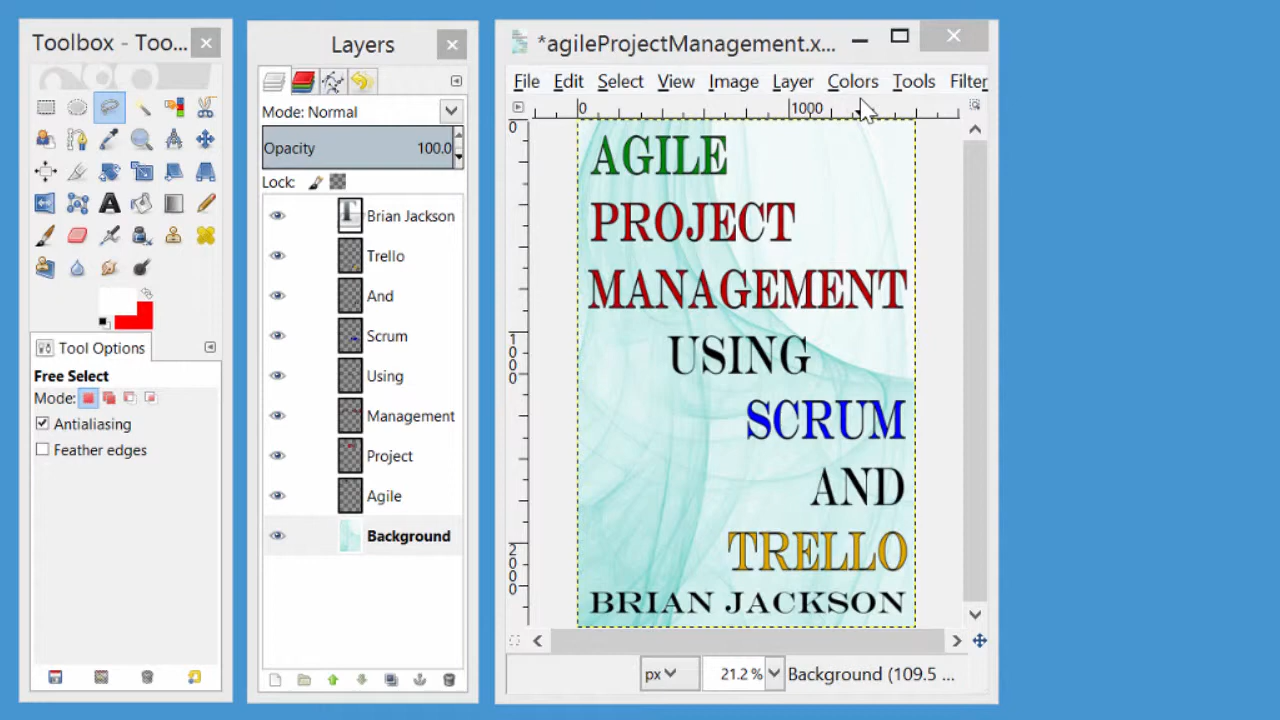 Toolbox - Too...
Free Select
Mode:
Antialiasing
Feather edges
Tool Options
Layers
Mode: Normal
Opacity 100.0
Lock:
Brian Jackson
Trello
And
Scrum
Using
Management
Project
Agile
Background
*agileProjectManagement.x...
File Edit Select View Image Layer Colors Tools Filter
0 1000
0
1000
2000
AGILE
PROJECT
MANAGEMENT
USING
SCRUM
AND
TRELLO
BRIAN JACKSON
px 21.2 % Background (109.5 ...